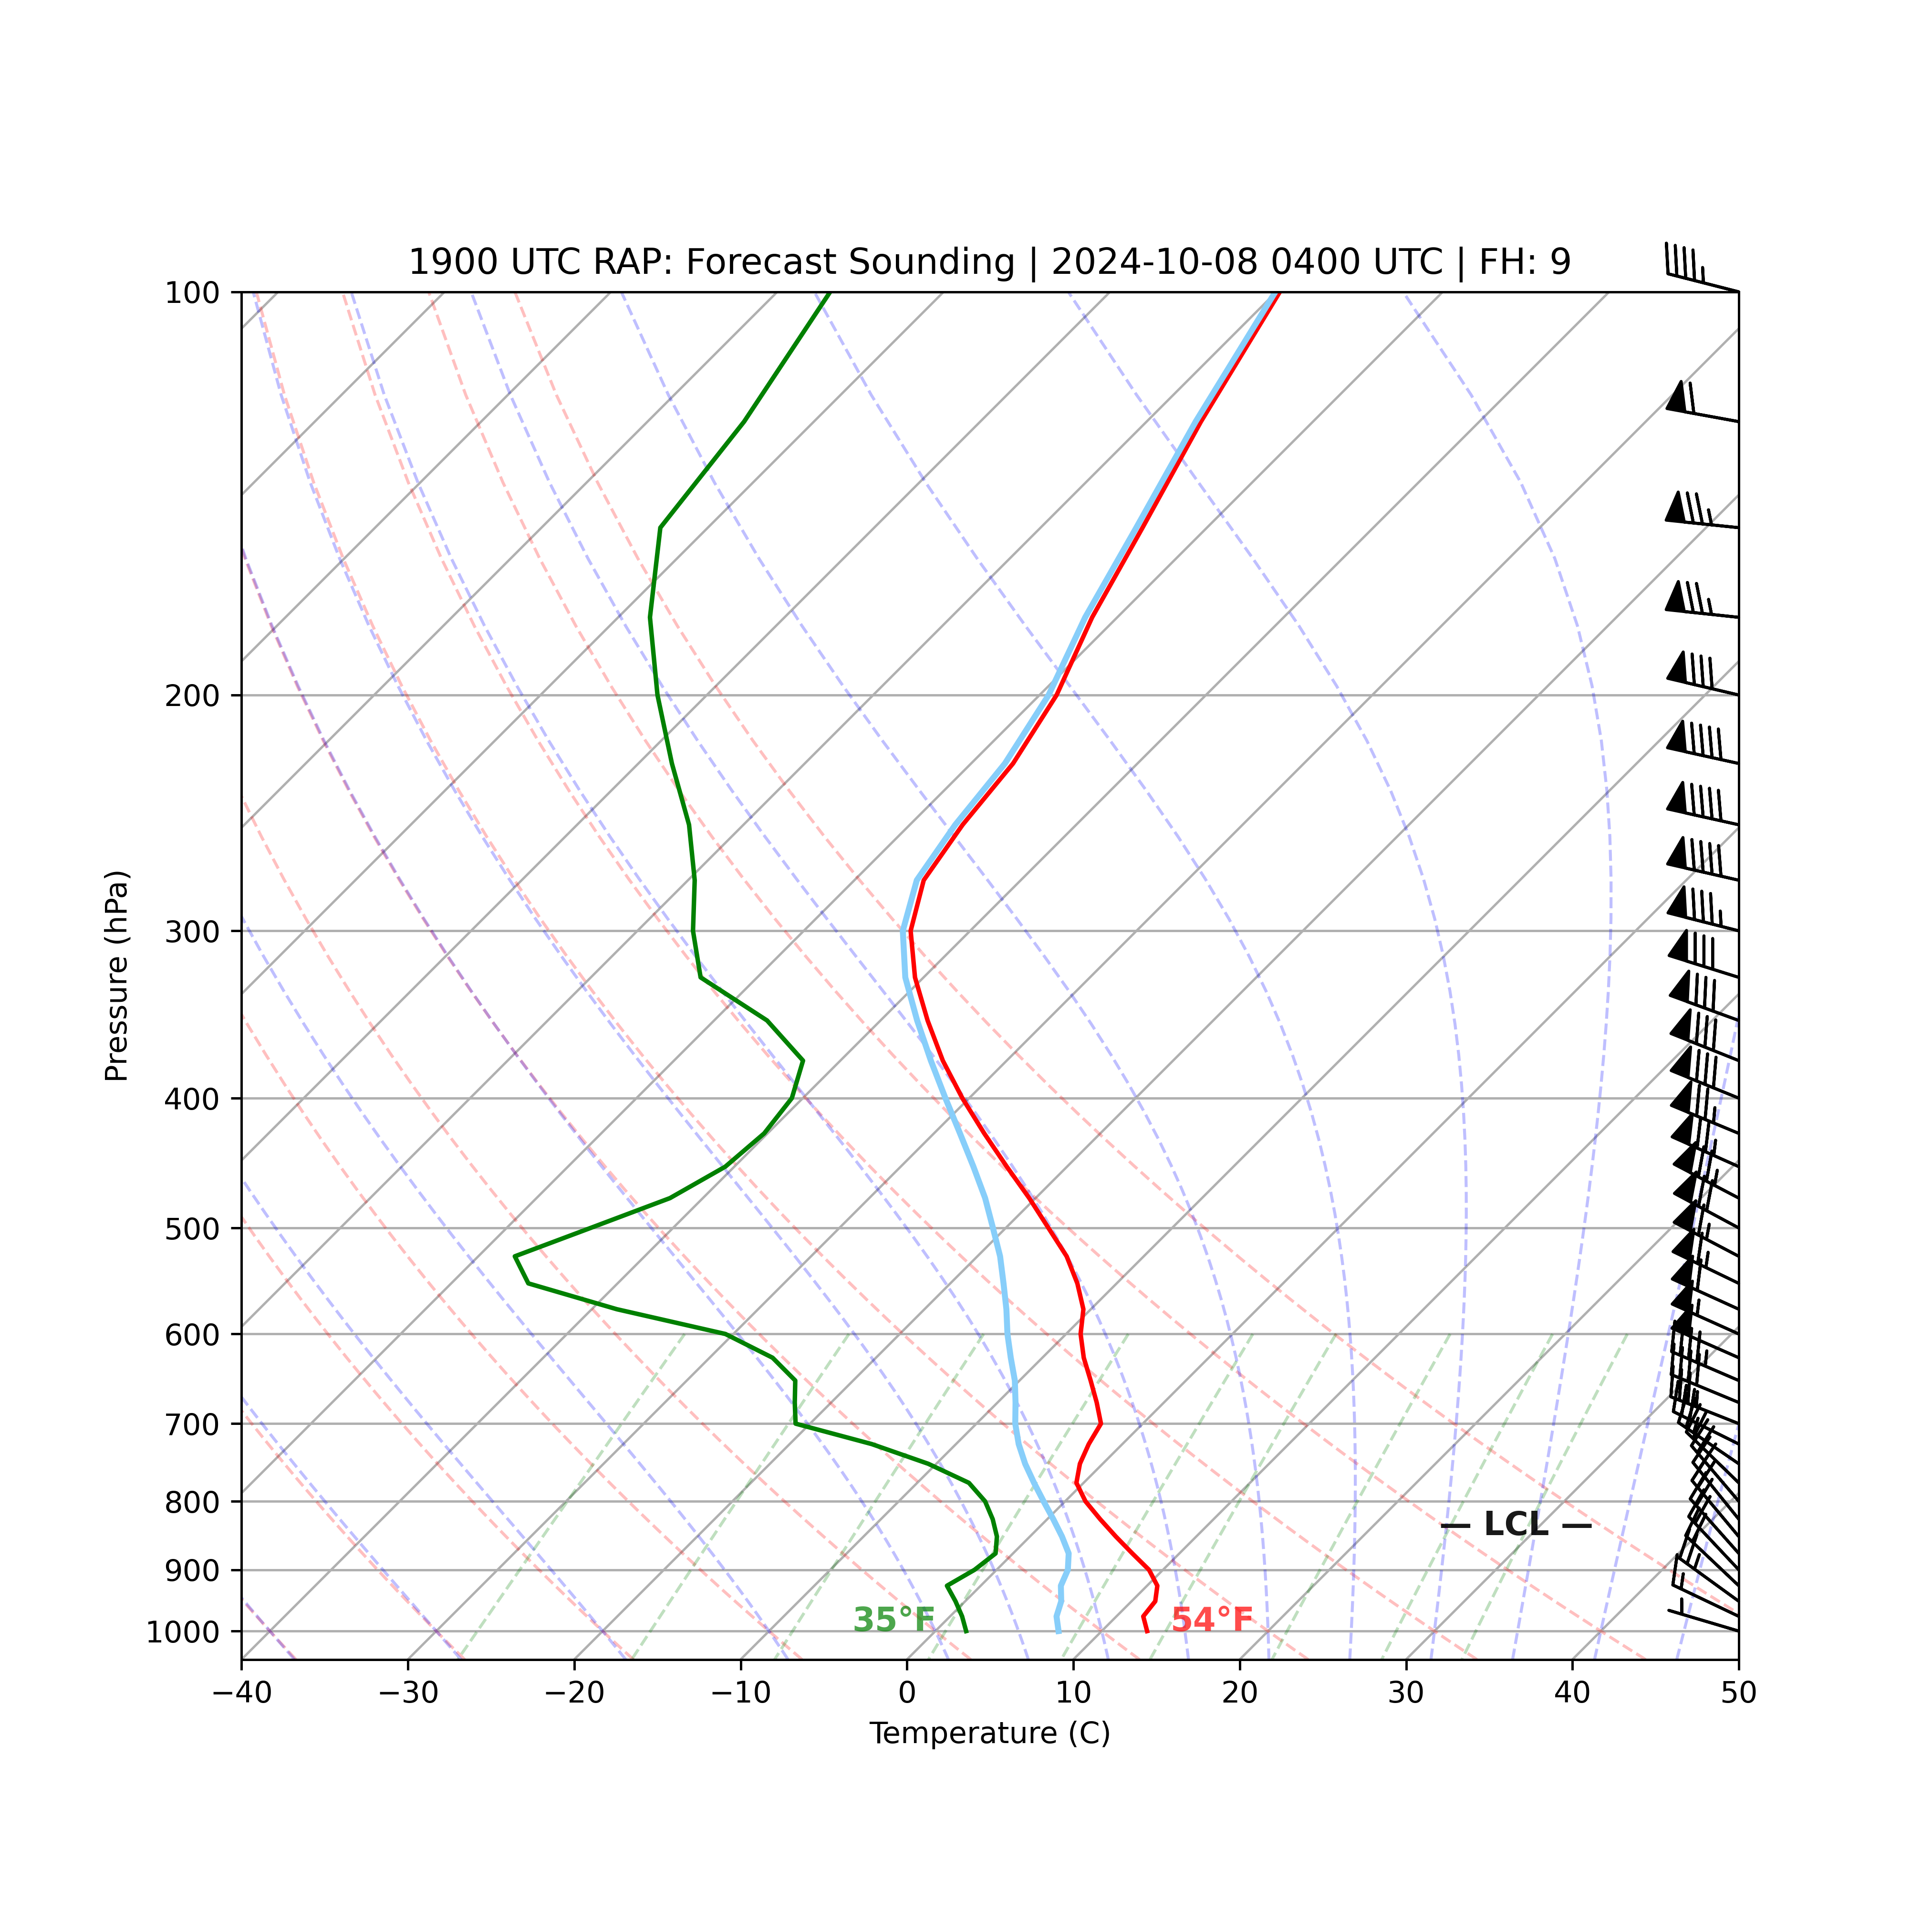 1900 UTC RAP: Forecast Sounding | 2024-10-08 0400 UTC | FH: 9
100
200
300
400
500
600
700
800
900
1000
Pressure (hPa)
— LCL —
35°F
54°F
−40 −30 −20 −10 0 10 20 30 40 50
Temperature (C)